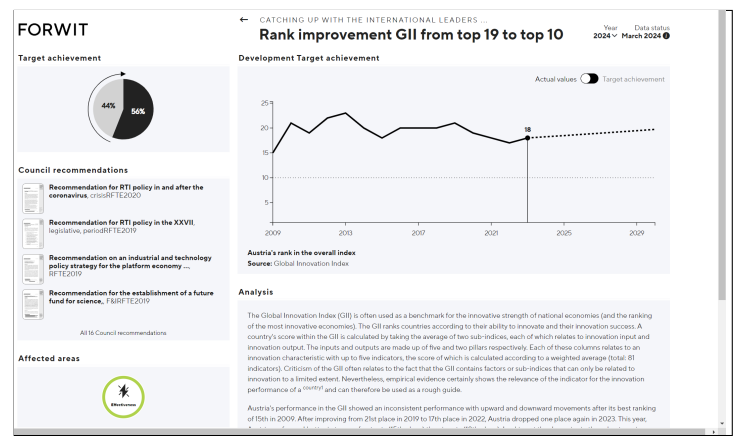 FORWIT
← CATCHING UP WITH THE INTERNATIONAL LEADERS ...
Rank improvement GII from top 19 to top 10
Year
2024
Data status
March 2024
Target achievement
44%
56%
Council recommendations
Recommendation for RTI policy in and after the
coronavirus, crisisRFTE2020
Recommendation for RTI policy in the XXVII.
legislative, periodRFTE2019
Recommendation on an industrial and technology
policy strategy for the platform economy ...,
RFTE2019
Recommendation for the establishment of a future
fund for science,, F&IRFTE2019
All 16 Council recommendations
Affected areas
Effectiveness
Development Target achievement
Actual values
Target achievement
25
20
15
10
5
18
2009
2013
2017
2021
2025
2029
Austria's rank in the overall index
Source: Global Innovation Index
Analysis
The Global Innovation Index (GII) is often used as a benchmark for the innovative strength of national economies (and the ranking
of the most innovative economies). The GII ranks countries according to their ability to innovate and their innovation success. A
country's score within the GII is calculated by taking the average of two sub-indices, each of which relates to innovation input and
innovation output. The inputs and outputs are made up of five and two pillars respectively. Each of these columns relates to an
innovation characteristic with up to five indicators, the score of which is calculated according to a weighted average (total: 81
indicators). Criticism of the GII often relates to the fact that the GII contains factors or sub-indices that can only be related to
innovation to a limited extent. Nevertheless, empirical evidence certainly shows the relevance of the indicator for the innovation
performance of a country¹ and can therefore be used as a rough guide.
Austria's performance in the GII showed an inconsistent performance with upward and downward movements after its best ranking
of 15th in 2009. After improving from 21st place in 2019 to 17th place in 2022, Austria dropped one place again in 2023. This year,